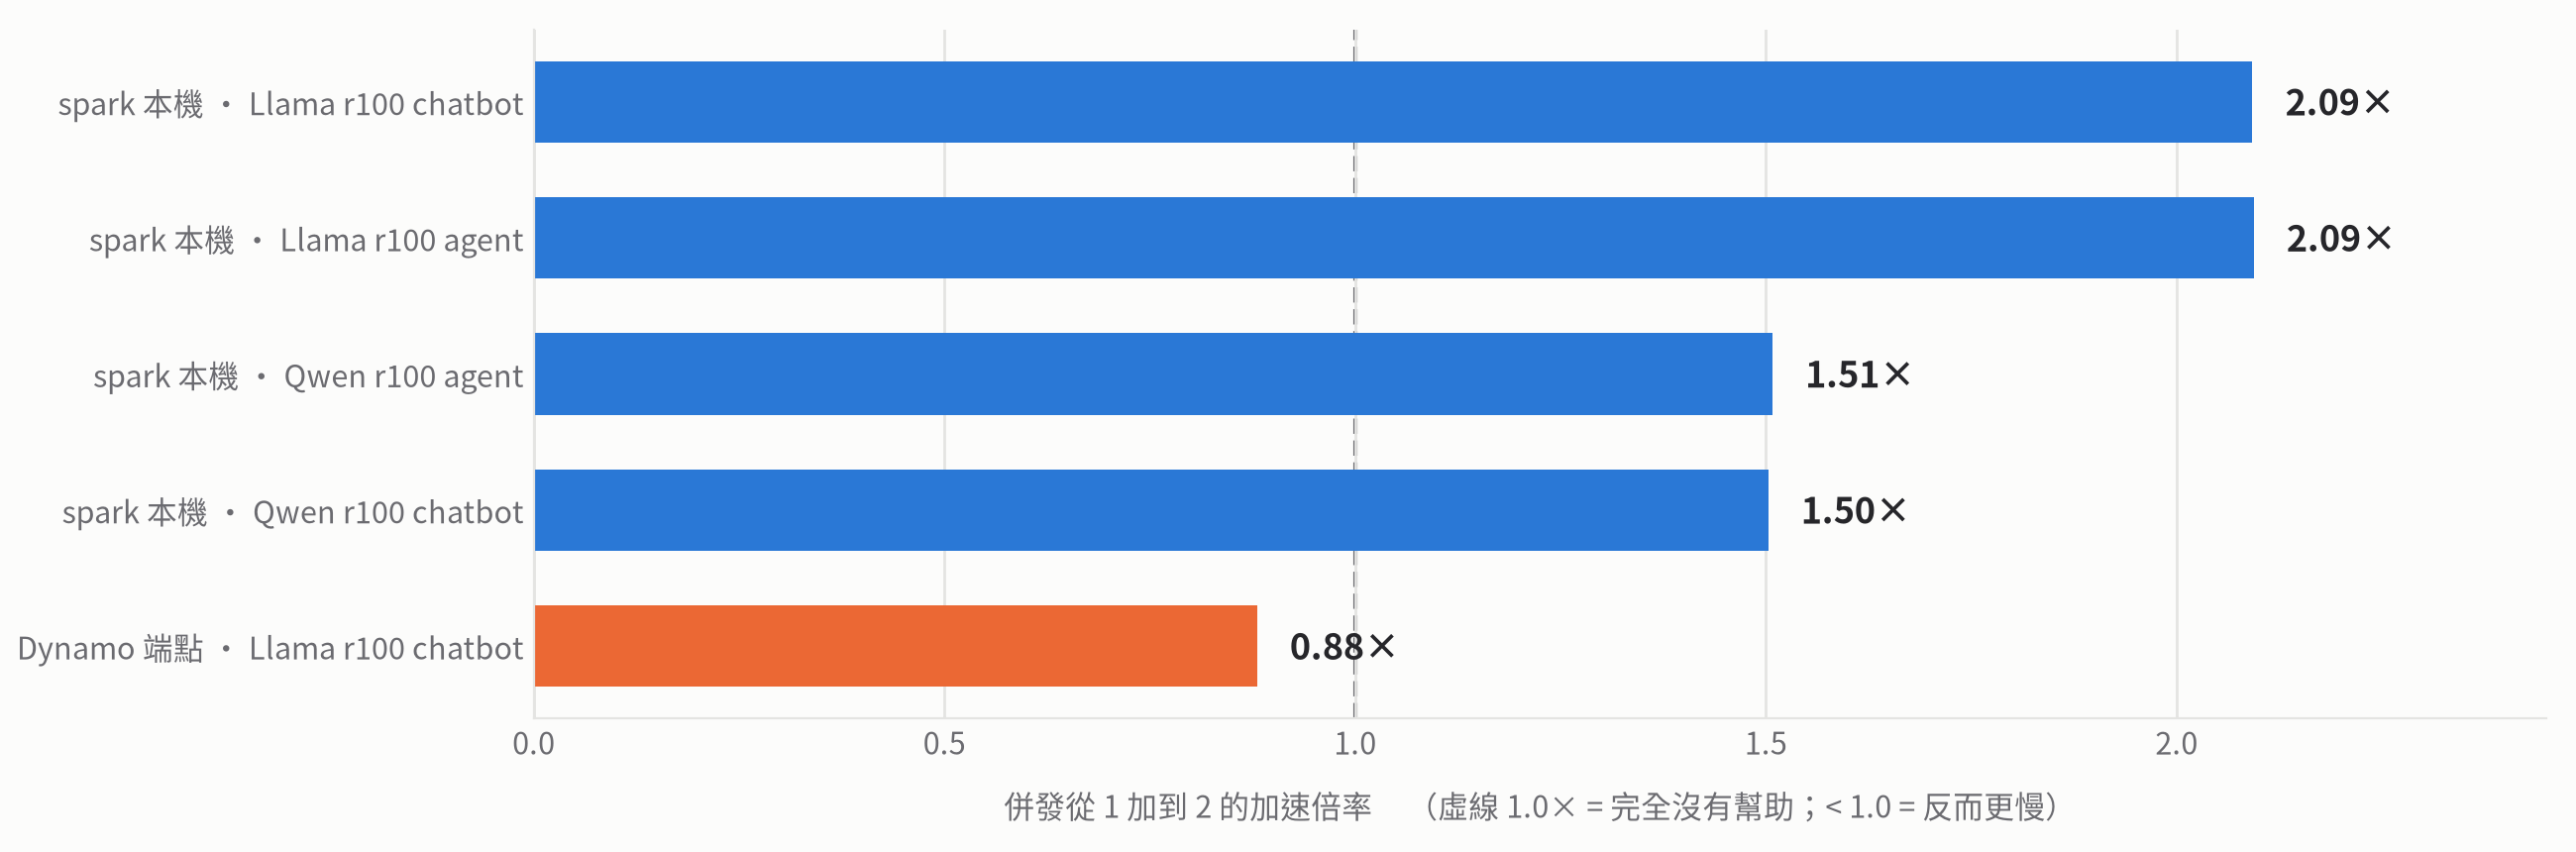 spark 本機 · Llama r100 chatbot 2.09×
spark 本機 · Llama r100 agent 2.09×
spark 本機 · Qwen r100 agent 1.51×
spark 本機 · Qwen r100 chatbot 1.50×
Dynamo 端點 · Llama r100 chatbot 0.88×
0.0 0.5 1.0 1.5 2.0
併發從 1 加到 2 的加速倍率 （虛線 1.0× = 完全沒有幫助；< 1.0 = 反而更慢）